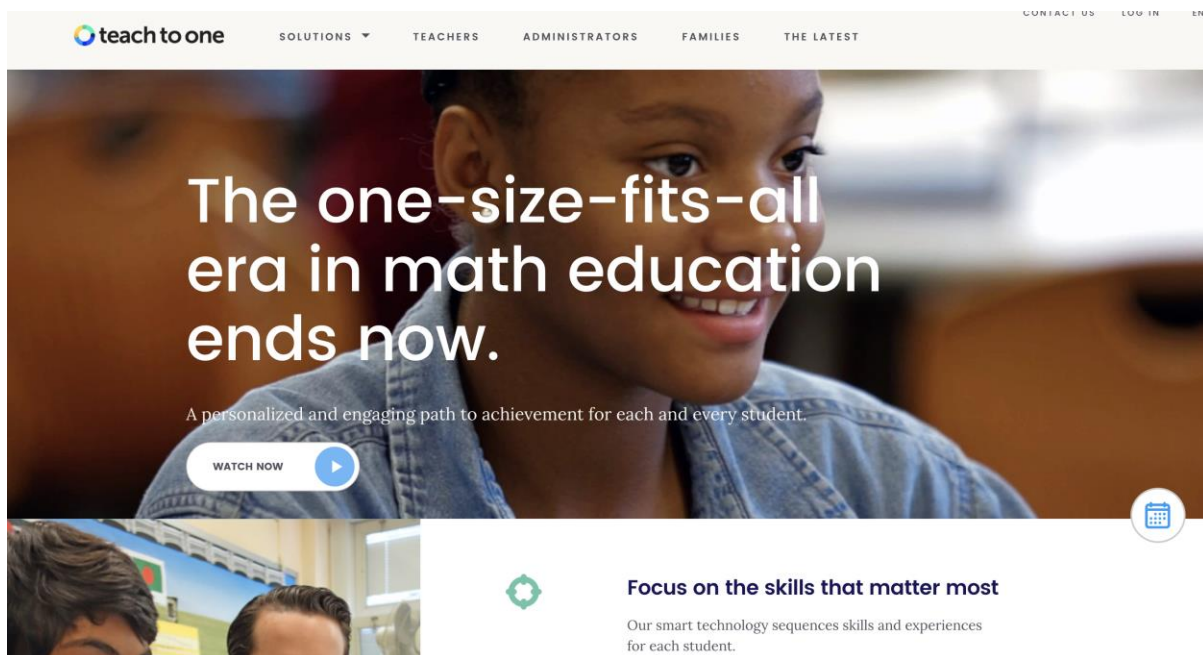 CONTACT US LOG IN EN
teach to one SOLUTIONS TEACHERS ADMINISTRATORS FAMILIES THE LATEST
The one-size-fits-all
era in math education
ends now.
A personalized and engaging path to achievement for each and every student.
WATCH NOW
Focus on the skills that matter most
Our smart technology sequences skills and experiences
for each student.